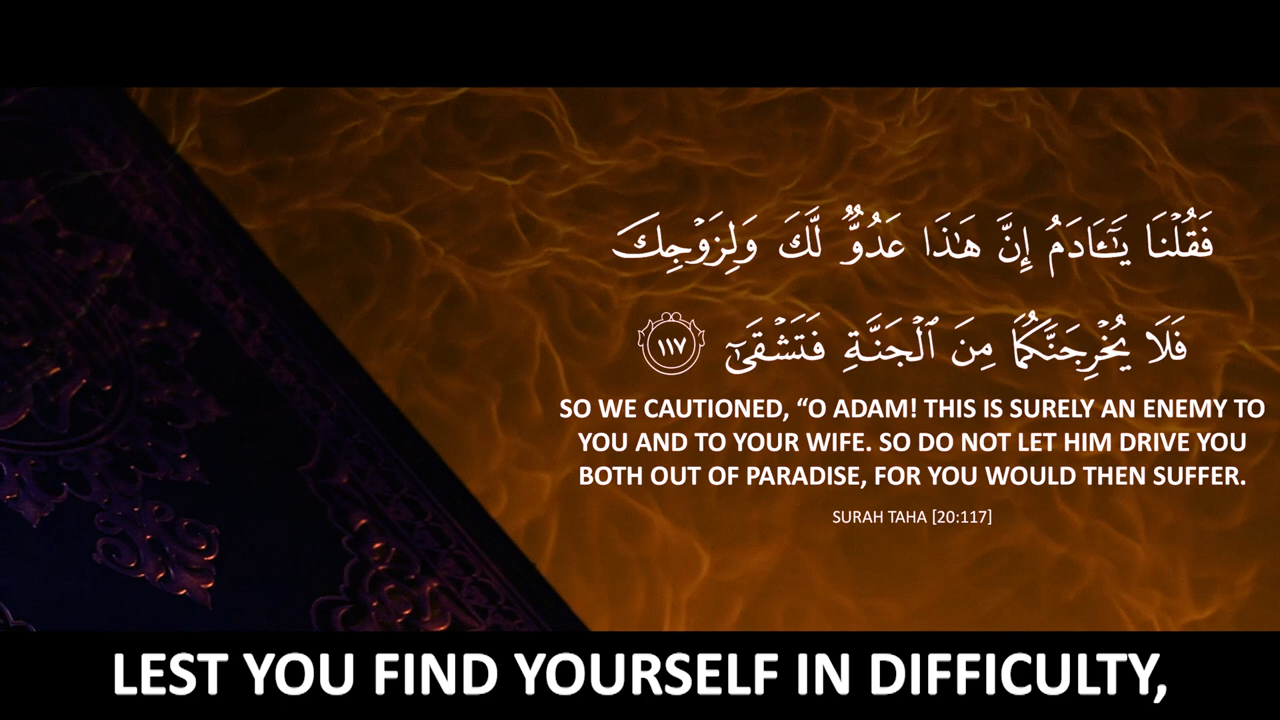 فَقُلْنَا يَـٰٓـَٔادَمُ إِنَّ هَـٰذَا عَدُوٌّ لَّكَ وَلِزَوْجِكَ
فَلَا يُخْرِجَنَّكُمَا مِنَ ٱلْجَنَّةِ فَتَشْقَىٰٓ ١١٧
SO WE CAUTIONED, “O ADAM! THIS IS SURELY AN ENEMY TO
YOU AND TO YOUR WIFE. SO DO NOT LET HIM DRIVE YOU
BOTH OUT OF PARADISE, FOR YOU WOULD THEN SUFFER.
SURAH TAHA [20:117]
LEST YOU FIND YOURSELF IN DIFFICULTY,